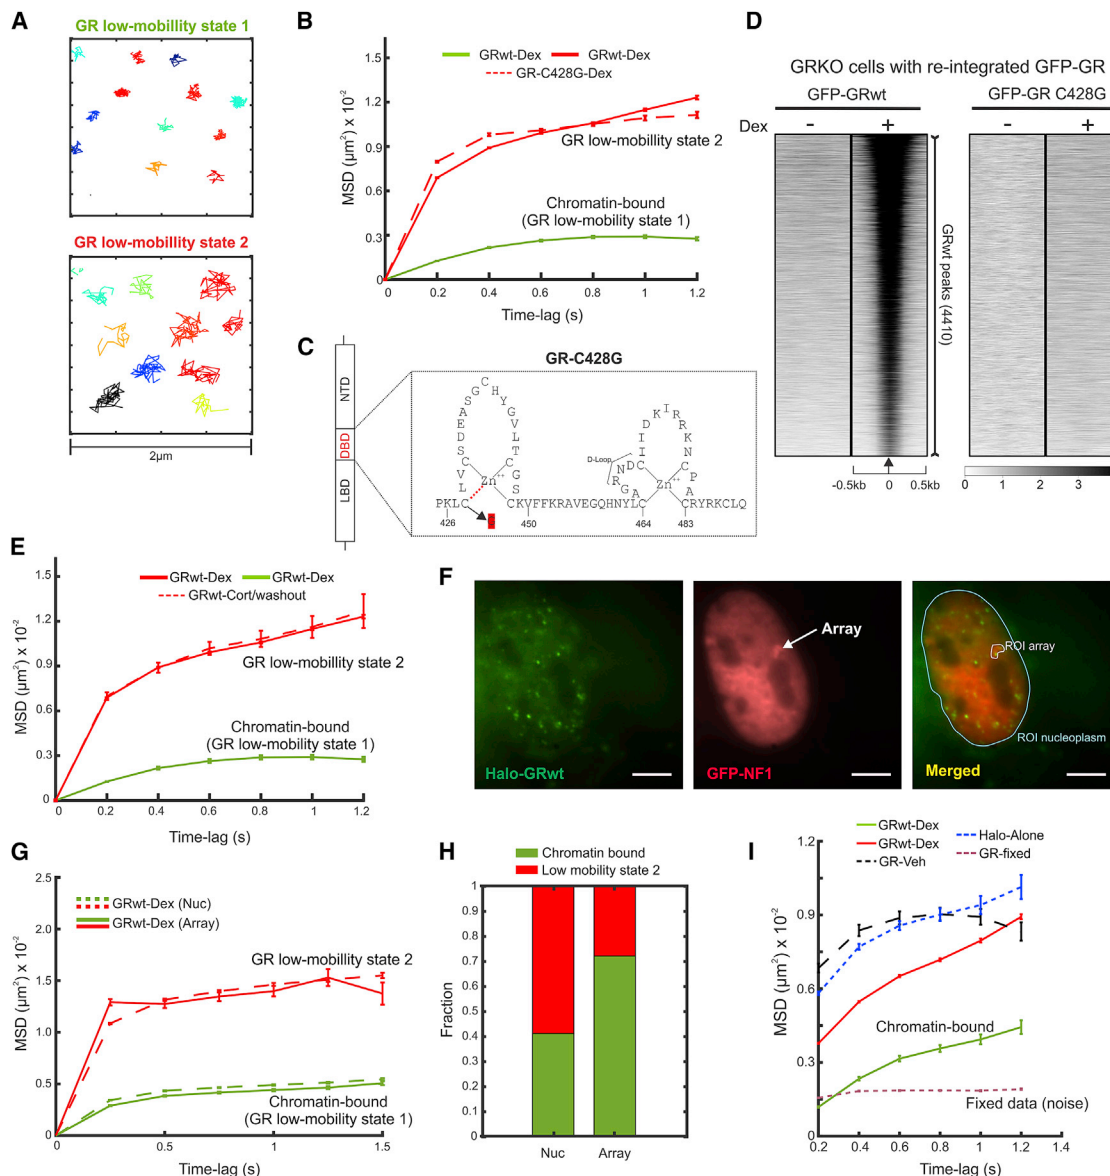 A
GR low-mobillity state 1
GR low-mobillity state 2
2μm
B
GRwt-Dex
GRwt-Dex
GR-C428G-Dex
MSD (μm²) x 10⁻²
1.5
1.2
0.9
0.6
0.3
0
GR low-mobillity state 2
Chromatin-bound
(GR low-mobility state 1)
0 0.2 0.4 0.6 0.8 1 1.2
Time-lag (s)
C
GR-C428G
NTD
DBD
LBD
SGCHY
AEDS
GVLTC
CVL
GS
Zn⁺⁺
PKLC
CKVFFKRAVEGQHNYLC
ARYRKCLQ
D-Loop
DIIDKIRKNC
RGN
AG
P
Zn⁺⁺
426
450
464
483
D
GRKO cells with re-integrated GFP-GR
GFP-GRwt
GFP-GR C428G
Dex - + - +
GRwt peaks (4410)
-0.5kb 0 0.5kb
0 1 2 3
E
GRwt-Dex GRwt-Dex
GRwt-Cort/washout
MSD (μm²) x 10⁻²
1.5
1.2
0.9
0.6
0.3
0
GR low-mobillity state 2
Chromatin-bound
(GR low-mobility state 1)
0 0.2 0.4 0.6 0.8 1 1.2
Time-lag (s)
F
Halo-GRwt
Array
GFP-NF1
ROI array
ROI nucleoplasm
Merged
G
GRwt-Dex (Nuc)
GRwt-Dex (Array)
MSD (μm²) x 10⁻²
2.5
2.0
1.5
1.0
0.5
0
GR low-mobillity state 2
Chromatin-bound
(GR low-mobility state 1)
0 0.5 1 1.5
Time-lag (s)
H
Chromatin bound
Low mobility state 2
Fraction
1
0.9
0.8
0.7
0.6
0.5
0.4
0.3
0.2
0.1
0
Nuc Array
I
GRwt-Dex
GRwt-Dex
GR-Veh
Halo-Alone
GR-fixed
MSD (μm²) x 10⁻²
1.2
0.9
0.6
0.3
0
Chromatin-bound
Fixed data (noise)
0.2 0.4 0.6 0.8 1 1.2 1.4
Time-lag (s)